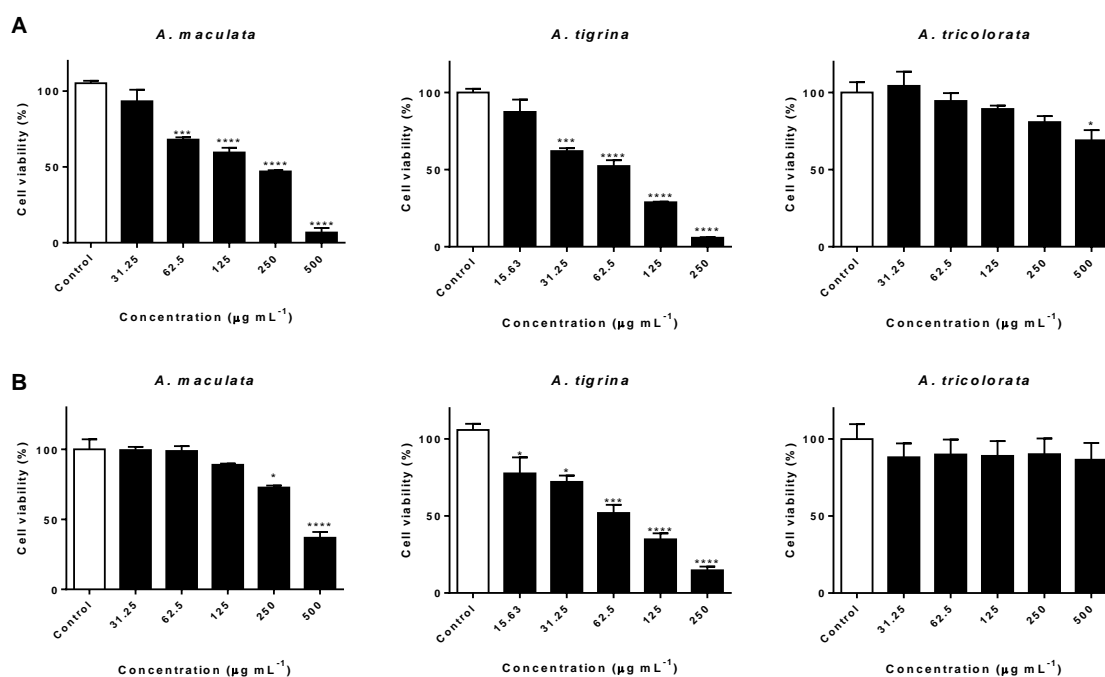 A
A. maculata
A. tigrina
A. tricolorata
Cell viability (%)
100
50
0
Control
31.25
62.5
125
250
500
***
****
****
****
Concentration (µg mL⁻¹)
Cell viability (%)
100
50
0
Control
15.63
31.25
62.5
125
250
***
****
****
****
Concentration (µg mL⁻¹)
Cell viability (%)
100
50
0
Control
31.25
62.5
125
250
500
*
Concentration (µg mL⁻¹)
B
A. maculata
A. tigrina
A. tricolorata
Cell viability (%)
100
50
0
Control
31.25
62.5
125
250
500
*
****
Concentration (µg mL⁻¹)
Cell viability (%)
100
50
0
Control
15.63
31.25
62.5
125
250
*
*
***
****
****
Concentration (µg mL⁻¹)
Cell viability (%)
100
50
0
Control
31.25
62.5
125
250
500
Concentration (µg mL⁻¹)